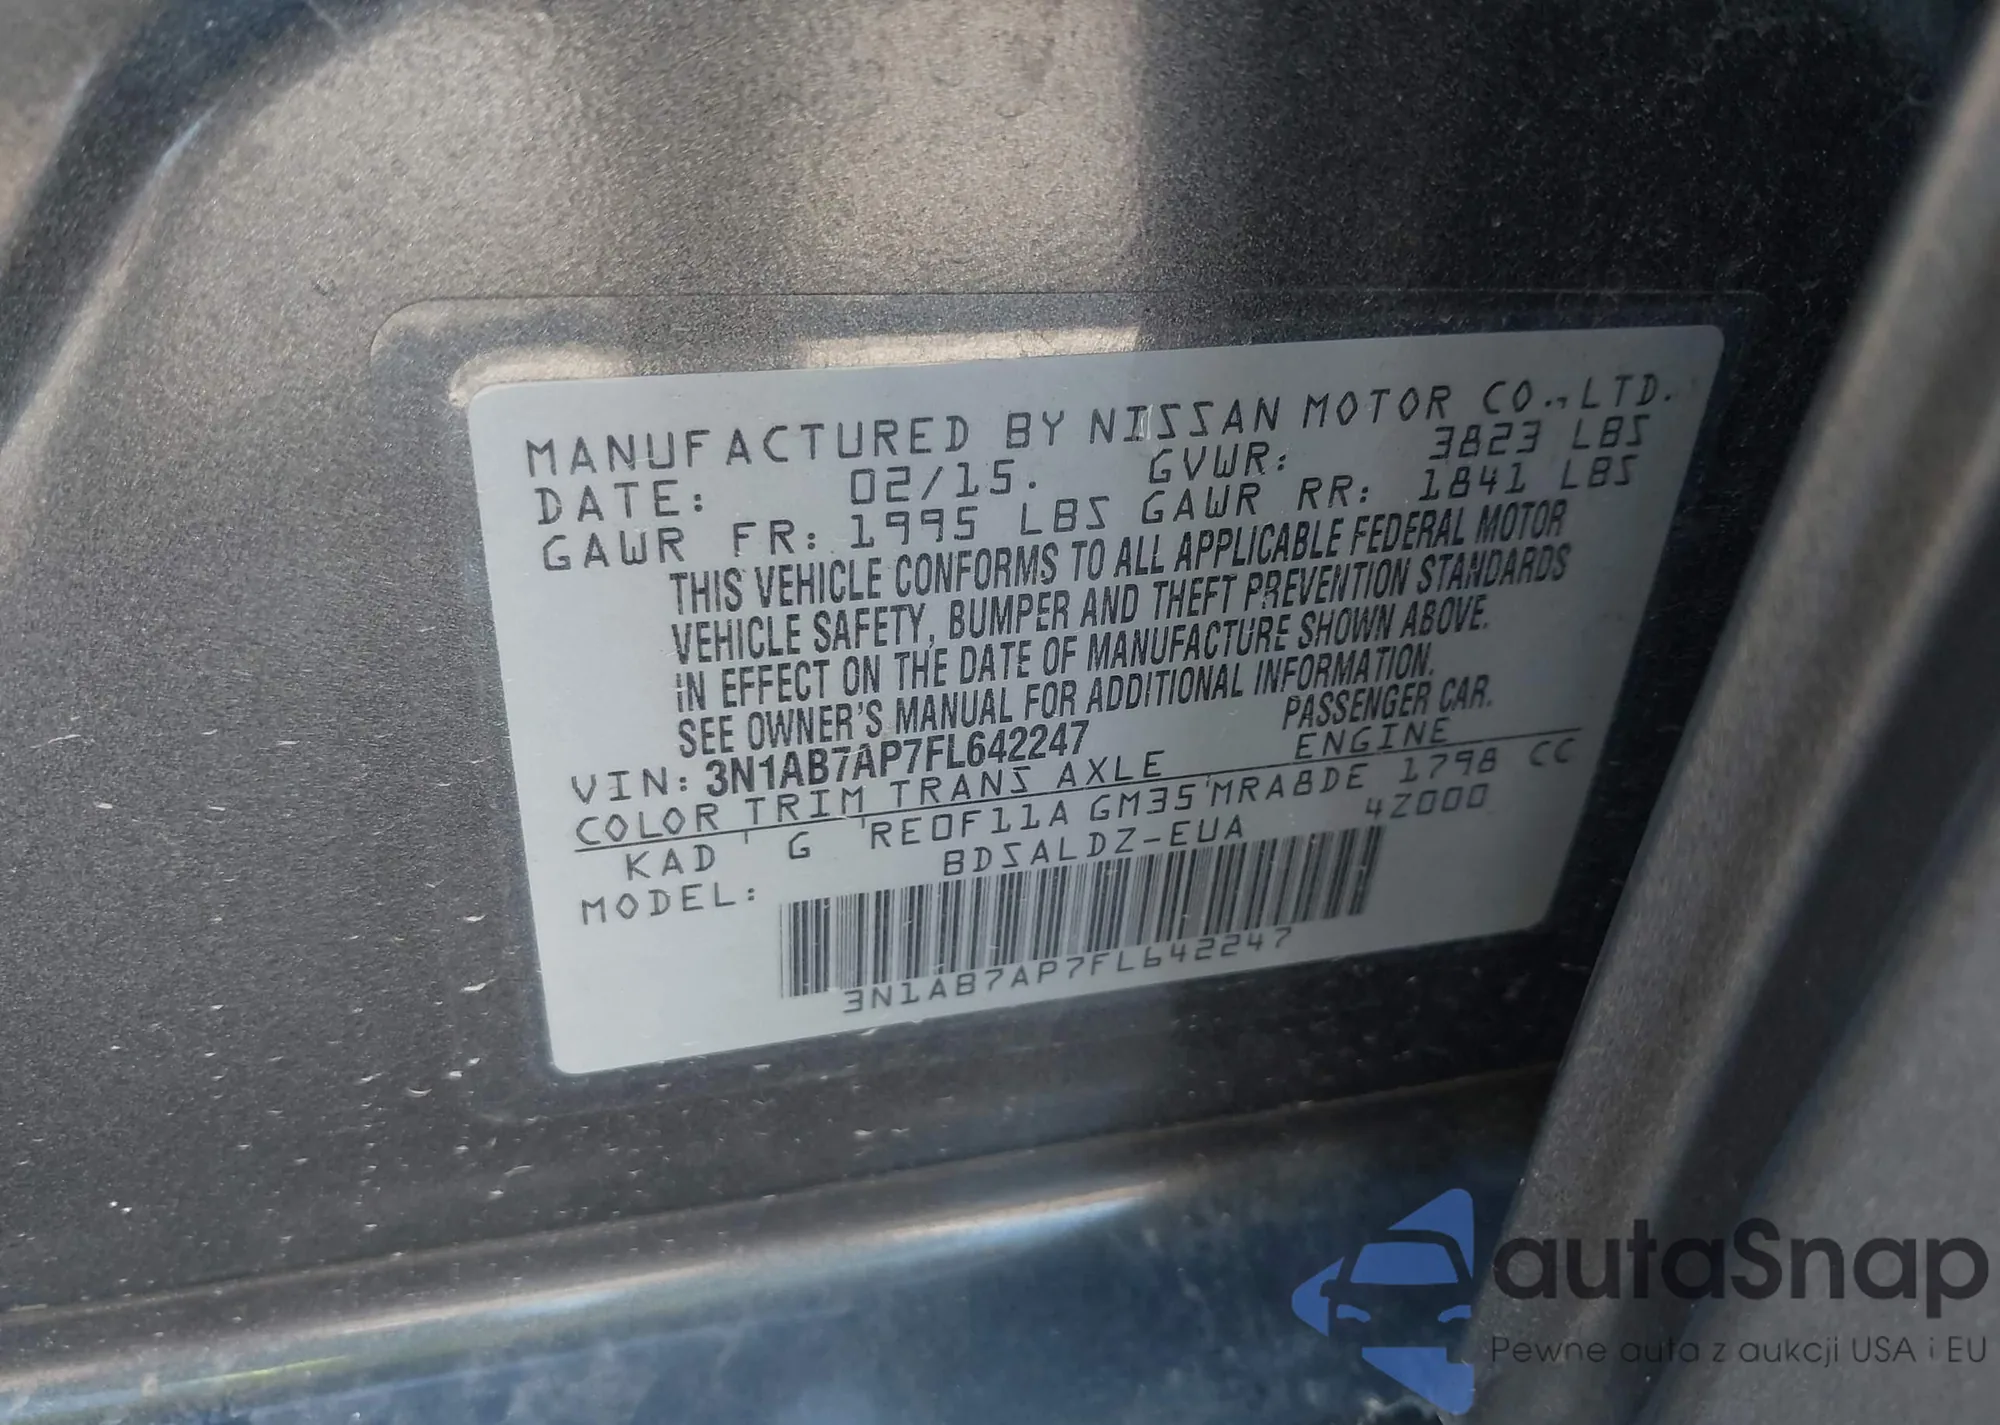 MANUFACTURED BY NISSAN MOTOR CO., LTD.
DATE: 02/15. GVWR: 3823 LBS
GAWR FR: 1995 LBS GAWR RR: 1841 LBS
THIS VEHICLE CONFORMS TO ALL APPLICABLE FEDERAL MOTOR
VEHICLE SAFETY, BUMPER AND THEFT PREVENTION STANDARDS
IN EFFECT ON THE DATE OF MANUFACTURE SHOWN ABOVE.
SEE OWNER'S MANUAL FOR ADDITIONAL INFORMATION.
VIN: 3N1AB7AP7FL642247 PASSENGER CAR.
COLOR TRIM TRANS AXLE ENGINE
KAD G RE0F11A GM35 MRA8DE 1798 CC
MODEL: BDSALDZ-EUA 4Z000
3N1AB7AP7FL642247
autaSnap
Pewne auta z aukcji USA i EU